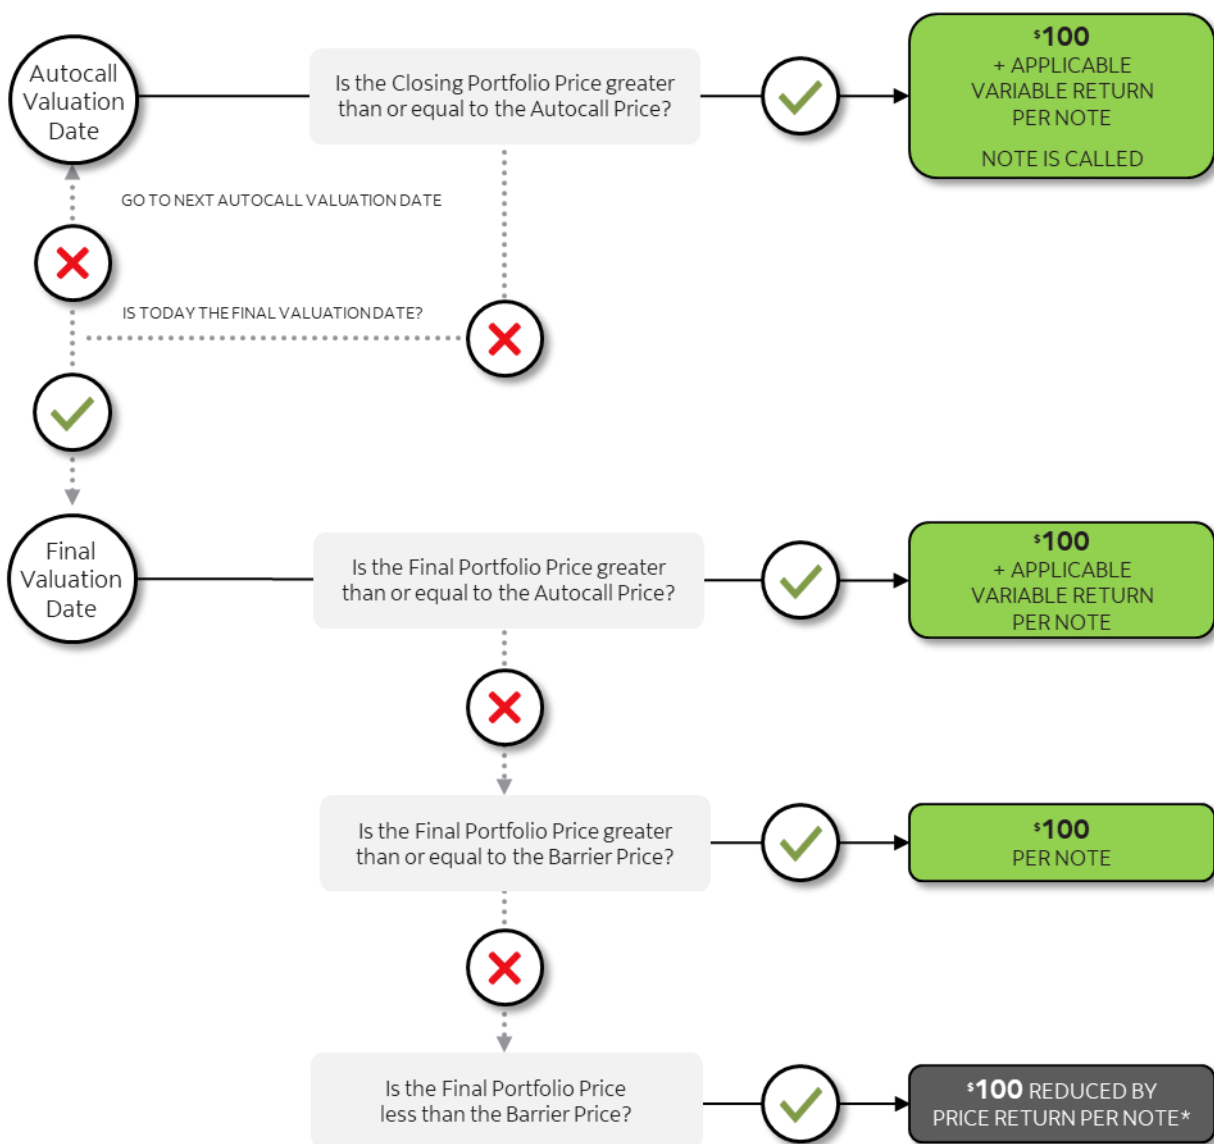 Autocall
Valuation
Date
Is the Closing Portfolio Price greater
than or equal to the Autocall Price?
$100
+ APPLICABLE
VARIABLE RETURN
PER NOTE
NOTE IS CALLED
GO TO NEXT AUTOCALL VALUATION DATE
IS TODAY THE FINAL VALUATION DATE?
Final
Valuation
Date
Is the Final Portfolio Price greater
than or equal to the Autocall Price?
$100
+ APPLICABLE
VARIABLE RETURN
PER NOTE
Is the Final Portfolio Price greater
than or equal to the Barrier Price?
$100
PER NOTE
Is the Final Portfolio Price
less than the Barrier Price?
$100 REDUCED BY
PRICE RETURN PER NOTE*